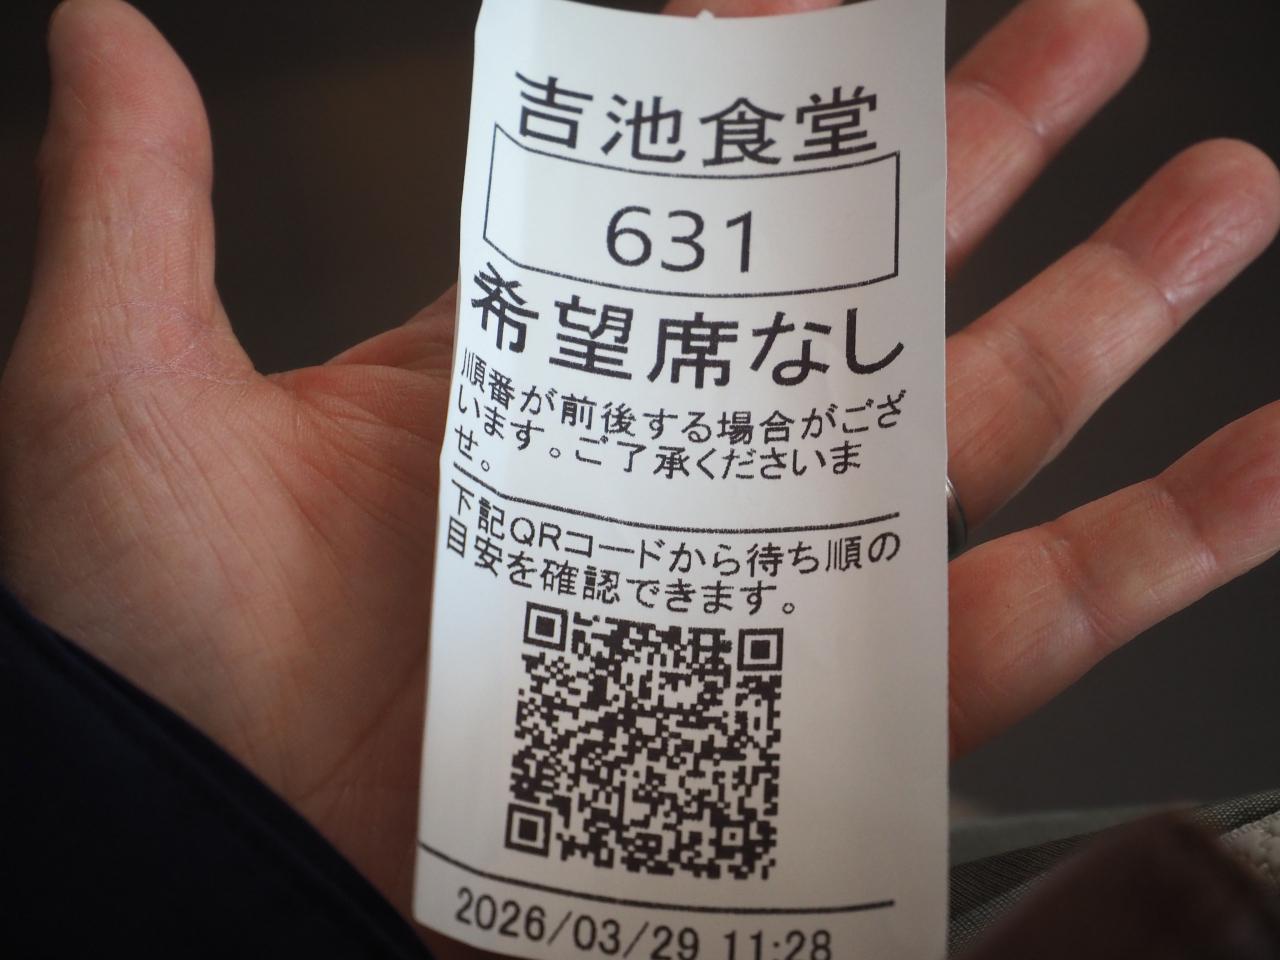 吉池食堂
631
希望席なし
順番が前後する場合がござ
います。ご了承くださいま
せ。
下記QRコードから待ち順の
目安を確認できます。
2026/03/29 11:28